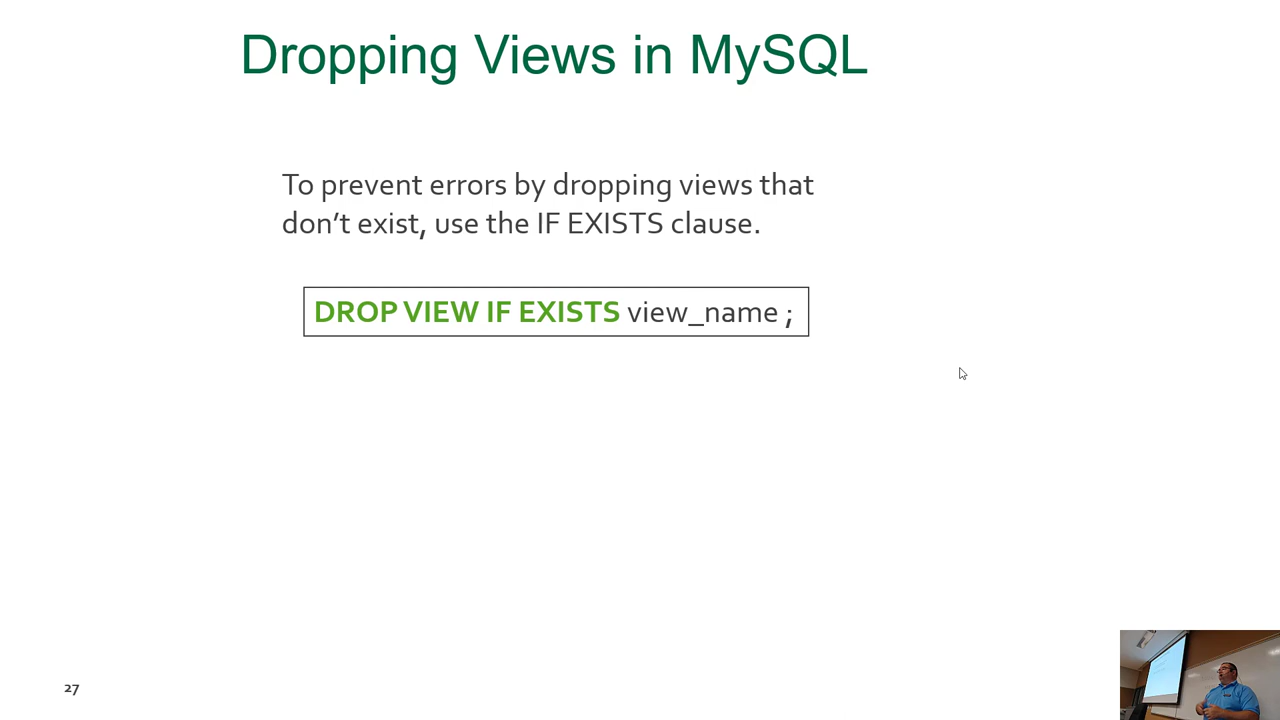 Dropping Views in MySQL
To prevent errors by dropping views that
don’t exist, use the IF EXISTS clause.
DROP VIEW IF EXISTS view_name ;
27